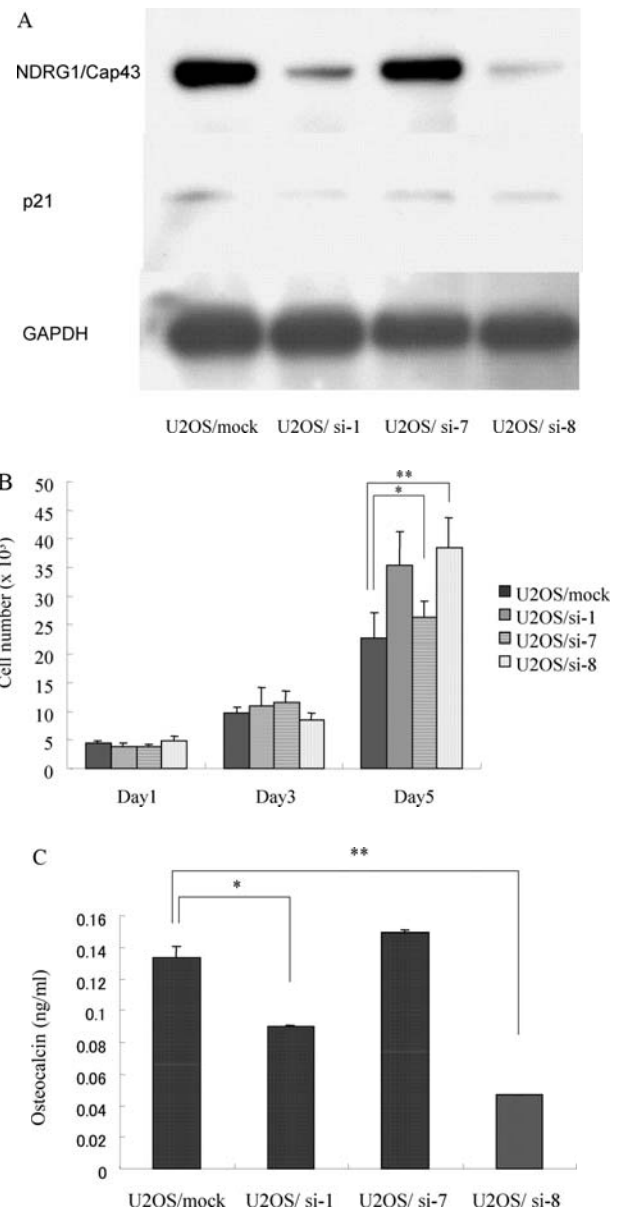 A
NDRG1/Cap43
p21
GAPDH
U2OS/mock U2OS/ si-1 U2OS/ si-7 U2OS/ si-8
B
50
45
40
35
30
25
20
15
10
5
0
Cell number (x 10³)
**
*
U2OS/mock
U2OS/si-1
U2OS/si-7
U2OS/si-8
Day1 Day3 Day5
C
**
*
0.16
0.14
0.12
0.1
0.08
0.06
0.04
0.02
0
Osteocalcin (ng/ml)
U2OS/mock U2OS/ si-1 U2OS/ si-7 U2OS/ si-8